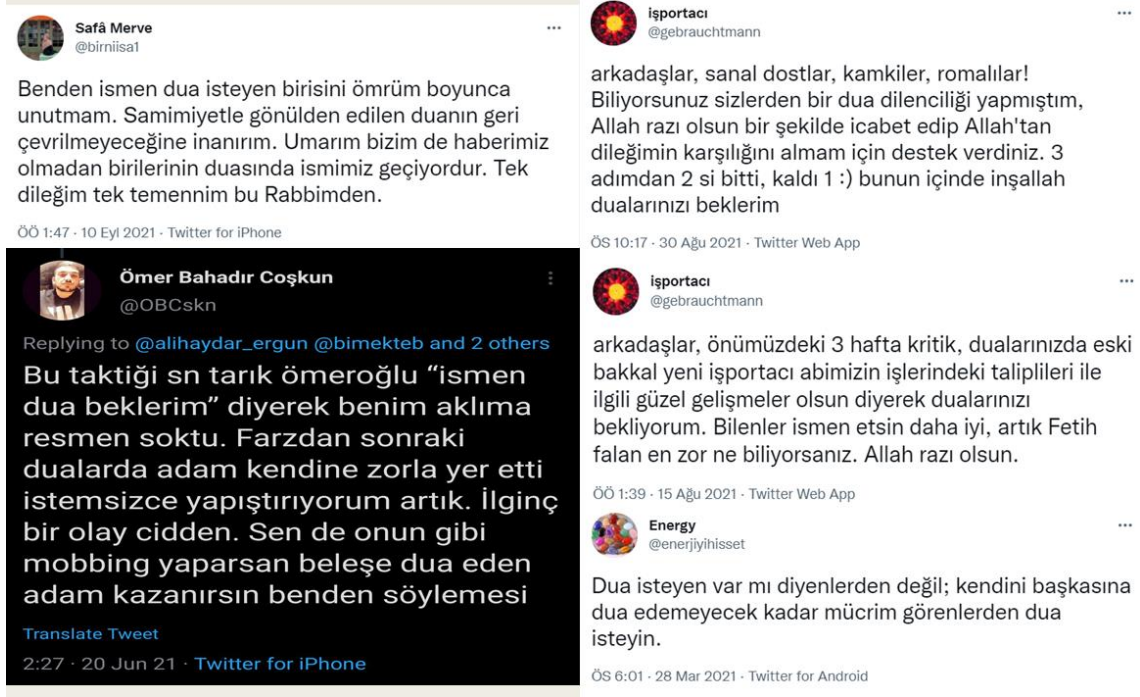 Safâ Merve
@birniisa1
Benden ismen dua isteyen birisini ömrüm boyunca
unutmam. Samimiyetle gönülden edilen duanın geri
çevrilmeyeceğine inanırım. Umarım bizim de haberimiz
olmadan birilerinin duasında ismimiz geçiyordur. Tek
dileğim tek temennim bu Rabbimden.
ÖÖ 1:47 · 10 Eyl 2021 · Twitter for iPhone
Ömer Bahadır Coşkun
@OBCskn
Replying to @alihaydar_ergun @bimekteb and 2 others
Bu taktiği sn tarık ömeroğlu “ismen
dua beklerim” diyerek benim aklıma
resmen soktu. Farzdan sonraki
dualarda adam kendine zorla yer etti
istemsizce yapıştırıyorum artık. İlginç
bir olay cidden. Sen de onun gibi
mobbing yaparsan beleşe dua eden
adam kazanırsın benden söylemesi
Translate Tweet
2:27 · 20 Jun 21 · Twitter for iPhone
işportacı
@gebrauchtmann
arkadaşlar, sanal dostlar, kamkiler, romalılar!
Biliyorsunuz sizlerden bir dua dilenciliği yapmıştım,
Allah razı olsun bir şekilde icabet edip Allah'tan
dileğimin karşılığını almam için destek verdiniz. 3
adımdan 2 si bitti, kaldı 1 :) bunun içinde inşallah
dualarınızı beklerim
ÖS 10:17 · 30 Ağu 2021 · Twitter Web App
işportacı
@gebrauchtmann
arkadaşlar, önümüzdeki 3 hafta kritik, dualarınızda eski
bakkal yeni işportacı abimizin işlerindeki taliplileri ile
ilgili güzel gelişmeler olsun diyerek dualarınızı
bekliyorum. Bilenler ismen etsin daha iyi, artık Fetih
falan en zor ne biliyorsanız. Allah razı olsun.
ÖÖ 1:39 · 15 Ağu 2021 · Twitter Web App
Energy
@enerjiyihisset
Dua isteyen var mı diyenlerden değil; kendini başkasına
dua edemeyecek kadar mücrim görenlerden dua
isteyin.
ÖS 6:01 · 28 Mar 2021 · Twitter for Android